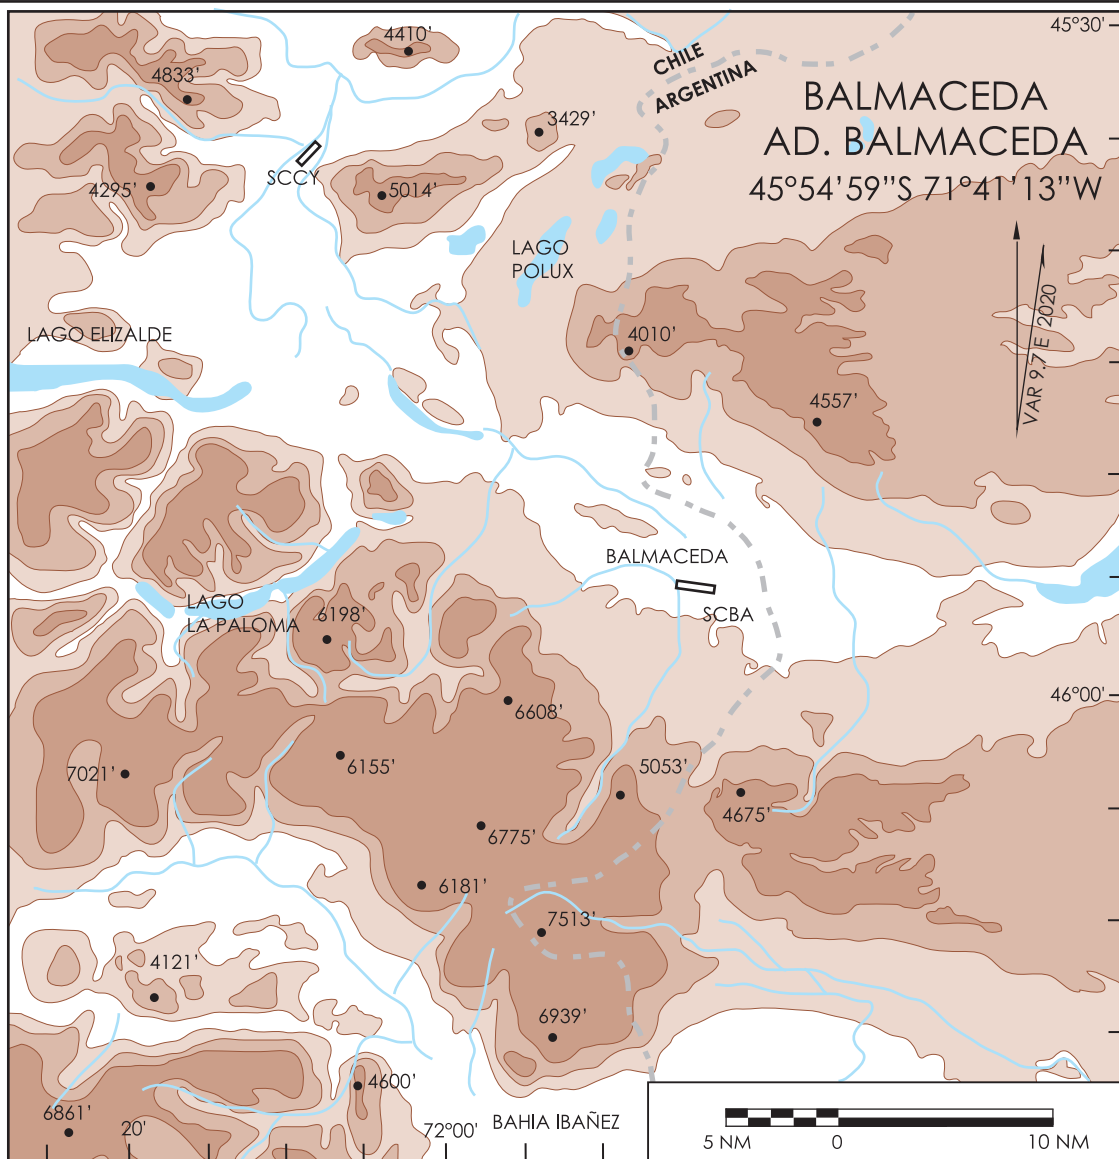 45°30'
4410'
CHILE
ARGENTINA
4833'
BALMACEDA
AD. BALMACEDA
45°54'59"S 71°41'13"W
3429'
SCCY
4295'
5014'
LAGO
POLUX
VAR 9.7 E 2020
LAGO ELIZALDE
4010'
4557'
BALMACEDA
SCBA
LAGO
LA PALOMA
6198'
46°00'
6608'
7021'
6155'
5053'
4675'
6775'
6181'
7513'
4121'
6939'
4600'
6861'
20'
72°00'
BAHIA IBAÑEZ
5 NM 0 10 NM